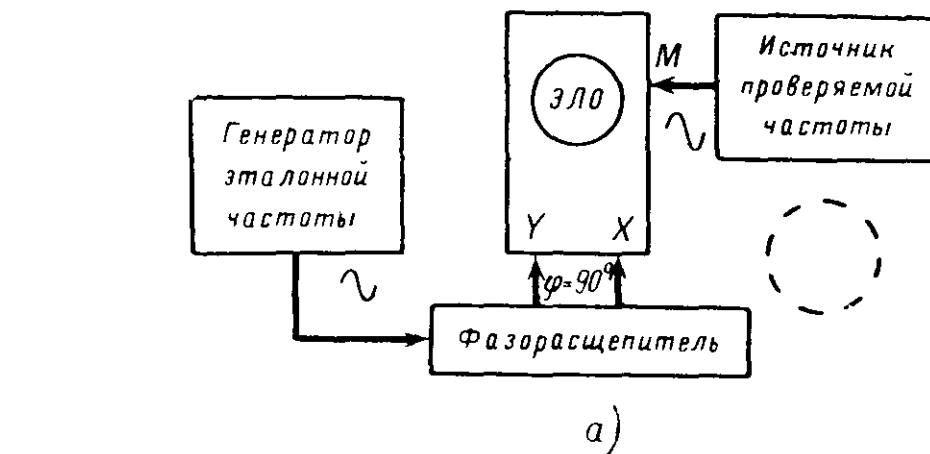 Генератор
эталонной
частоты
ЭЛО
Y X
M
Источник
проверяемой
частоты
φ=90°
Фазорасщепитель
а)